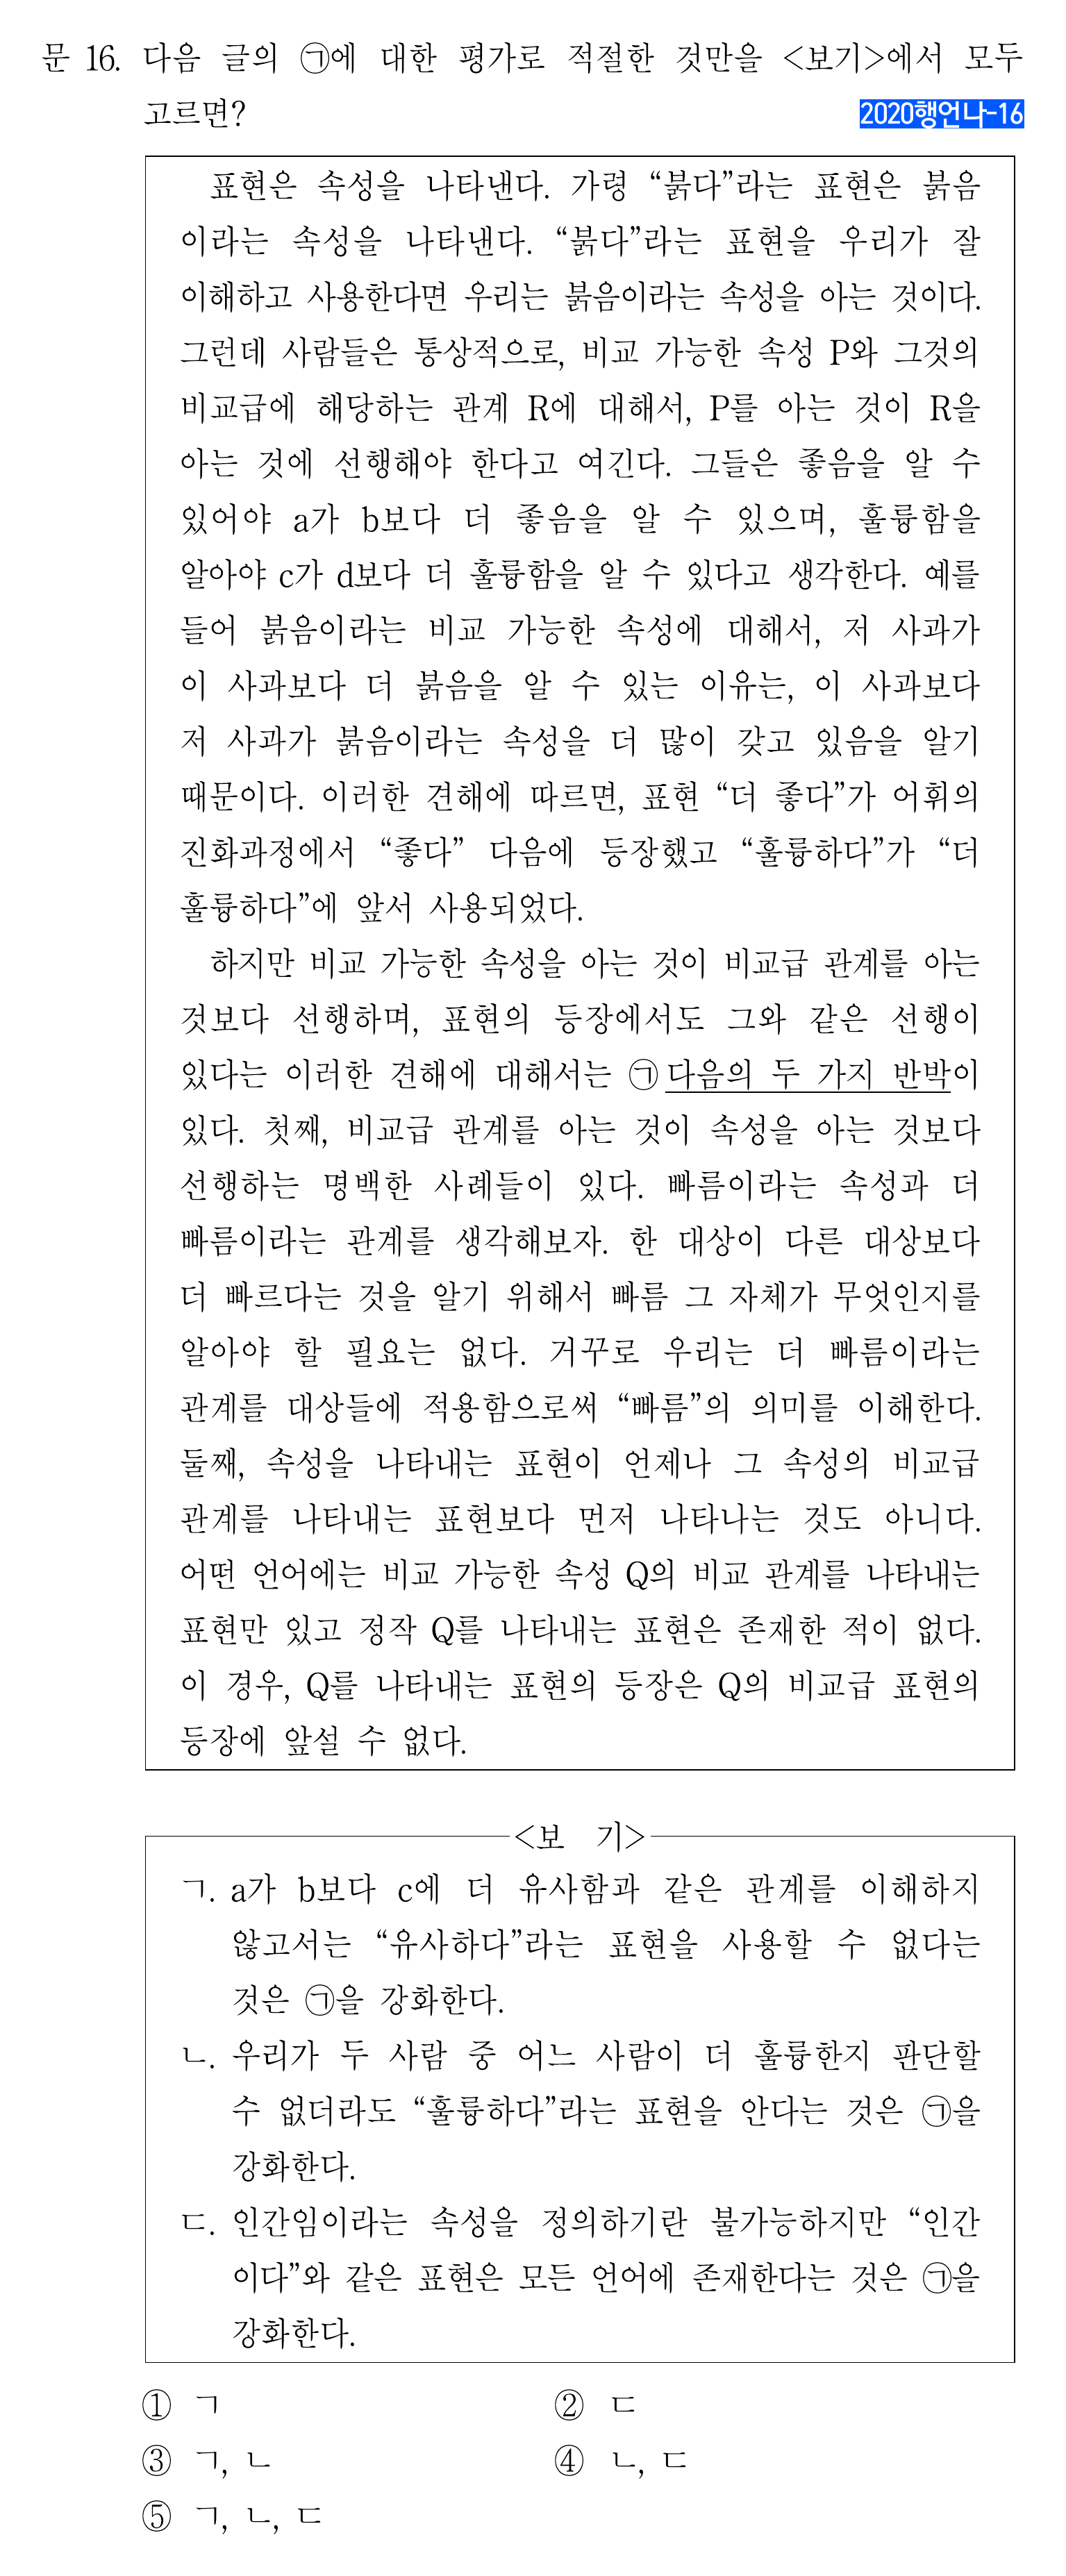 문 16. 다음 글의 ㉠에 대한 평가로 적절한 것만을 <보기>에서 모두
고르면?
2020행언나-16
표현은 속성을 나타낸다. 가령 “붉다”라는 표현은 붉음
이라는 속성을 나타낸다. “붉다”라는 표현을 우리가 잘
이해하고 사용한다면 우리는 붉음이라는 속성을 아는 것이다.
그런데 사람들은 통상적으로, 비교 가능한 속성 P와 그것의
비교급에 해당하는 관계 R에 대해서, P를 아는 것이 R을
아는 것에 선행해야 한다고 여긴다. 그들은 좋음을 알 수
있어야 a가 b보다 더 좋음을 알 수 있으며, 훌륭함을
알아야 c가 d보다 더 훌륭함을 알 수 있다고 생각한다. 예를
들어 붉음이라는 비교 가능한 속성에 대해서, 저 사과가
이 사과보다 더 붉음을 알 수 있는 이유는, 이 사과보다
저 사과가 붉음이라는 속성을 더 많이 갖고 있음을 알기
때문이다. 이러한 견해에 따르면, 표현 “더 좋다”가 어휘의
진화과정에서 “좋다” 다음에 등장했고 “훌륭하다”가 “더
훌륭하다”에 앞서 사용되었다.
하지만 비교 가능한 속성을 아는 것이 비교급 관계를 아는
것보다 선행하며, 표현의 등장에서도 그와 같은 선행이
있다는 이러한 견해에 대해서는 ㉠다음의 두 가지 반박이
있다. 첫째, 비교급 관계를 아는 것이 속성을 아는 것보다
선행하는 명백한 사례들이 있다. 빠름이라는 속성과 더
빠름이라는 관계를 생각해보자. 한 대상이 다른 대상보다
더 빠르다는 것을 알기 위해서 빠름 그 자체가 무엇인지를
알아야 할 필요는 없다. 거꾸로 우리는 더 빠름이라는
관계를 대상들에 적용함으로써 “빠름”의 의미를 이해한다.
둘째, 속성을 나타내는 표현이 언제나 그 속성의 비교급
관계를 나타내는 표현보다 먼저 나타나는 것도 아니다.
어떤 언어에는 비교 가능한 속성 Q의 비교 관계를 나타내는
표현만 있고 정작 Q를 나타내는 표현은 존재한 적이 없다.
이 경우, Q를 나타내는 표현의 등장은 Q의 비교급 표현의
등장에 앞설 수 없다.
<보 기>
ㄱ. a가 b보다 c에 더 유사함과 같은 관계를 이해하지
않고서는 “유사하다”라는 표현을 사용할 수 없다는
것은 ㉠을 강화한다.
ㄴ. 우리가 두 사람 중 어느 사람이 더 훌륭한지 판단할
수 없더라도 “훌륭하다”라는 표현을 안다는 것은 ㉠을
강화한다.
ㄷ. 인간임이라는 속성을 정의하기란 불가능하지만 “인간
이다”와 같은 표현은 모든 언어에 존재한다는 것은 ㉠을
강화한다.
① ㄱ ② ㄷ
③ ㄱ, ㄴ ④ ㄴ, ㄷ
⑤ ㄱ, ㄴ, ㄷ